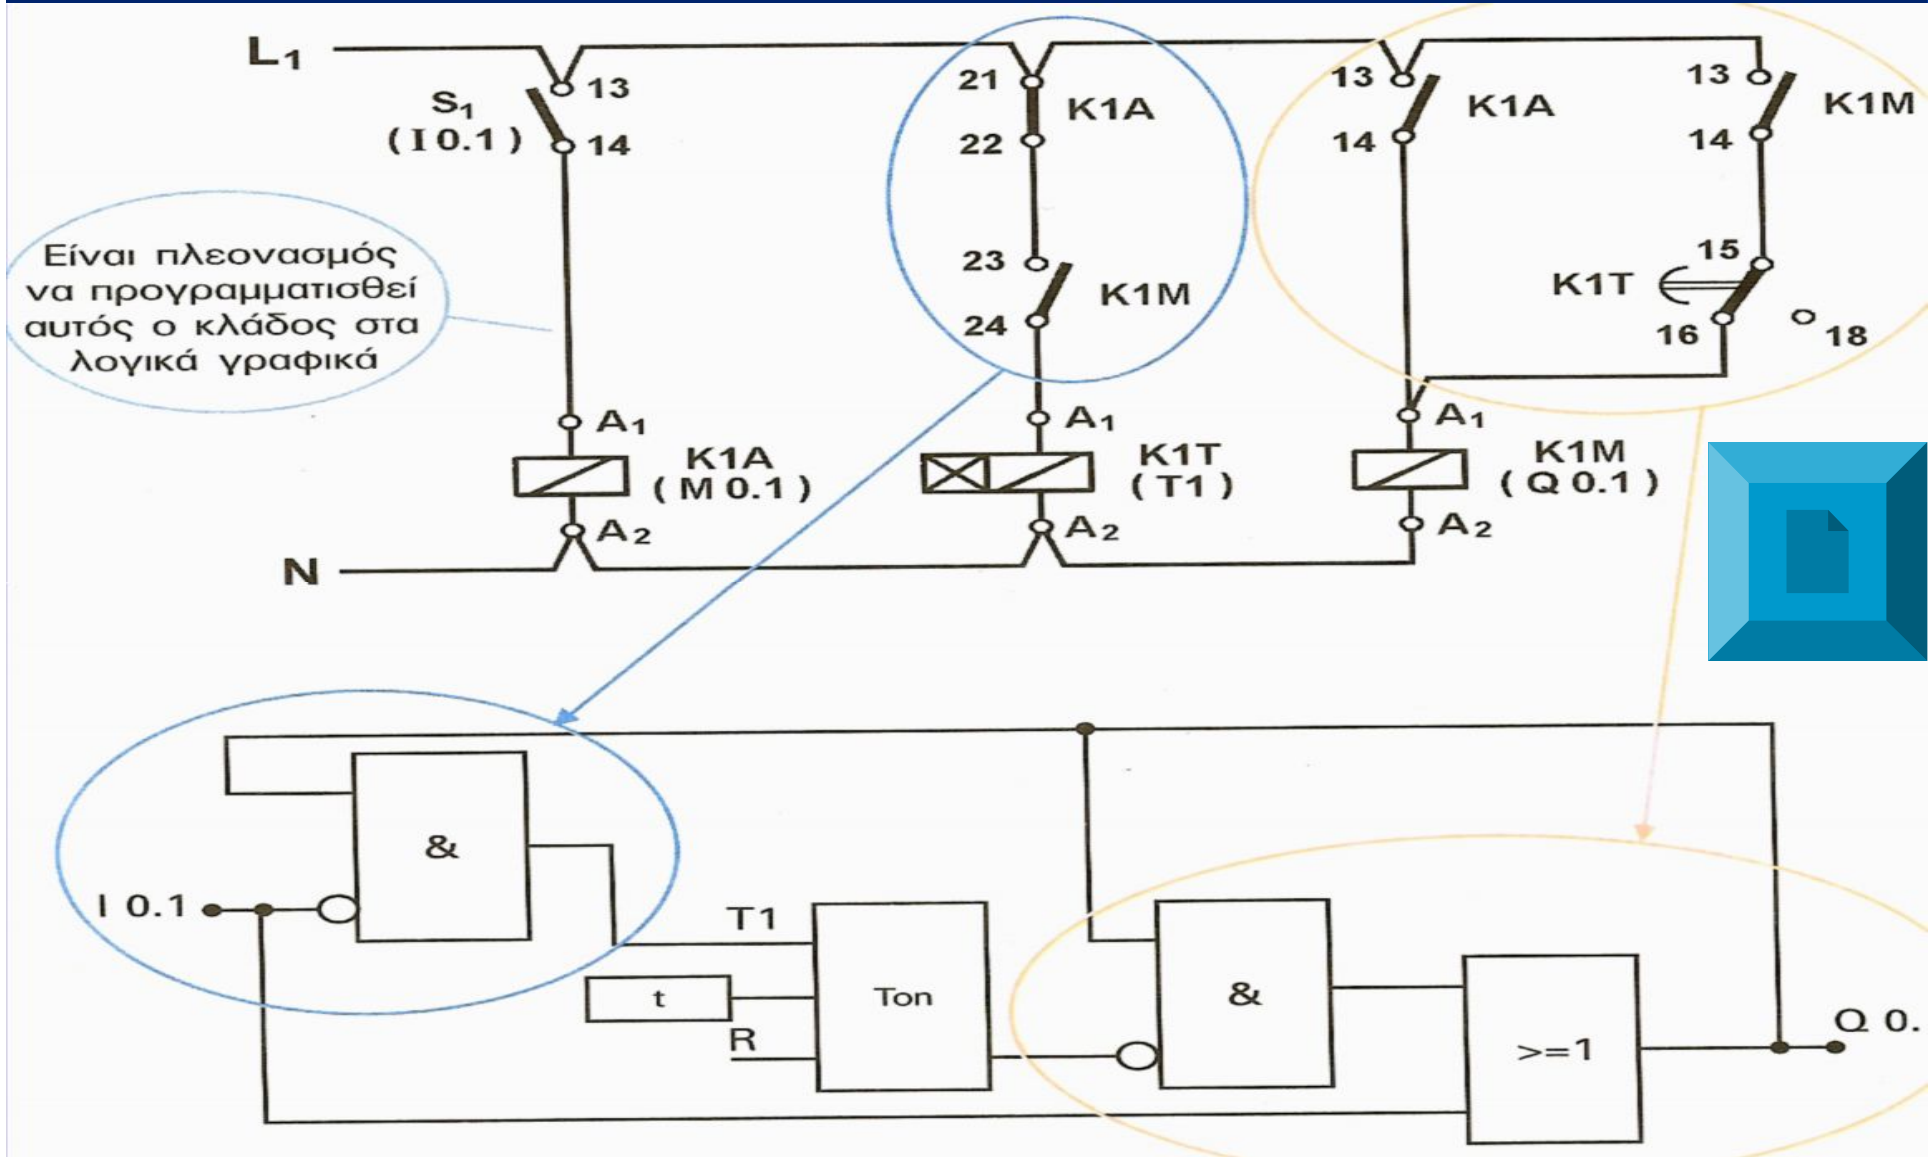 L1
S1
( I 0.1 )
13
14
21
22
K1A
23
24
K1M
13
14
K1A
13
14
K1M
15
K1T
16
18
Είναι πλεονασμός
να προγραμματισθεί
αυτός ο κλάδος στα
λογικά γραφικά
A1
K1A
( M 0.1 )
A2
A1
K1T
( T1 )
A2
A1
K1M
( Q 0.1 )
A2
N
&
I 0.1
T1
t
R
Ton
&
>=1
Q 0.